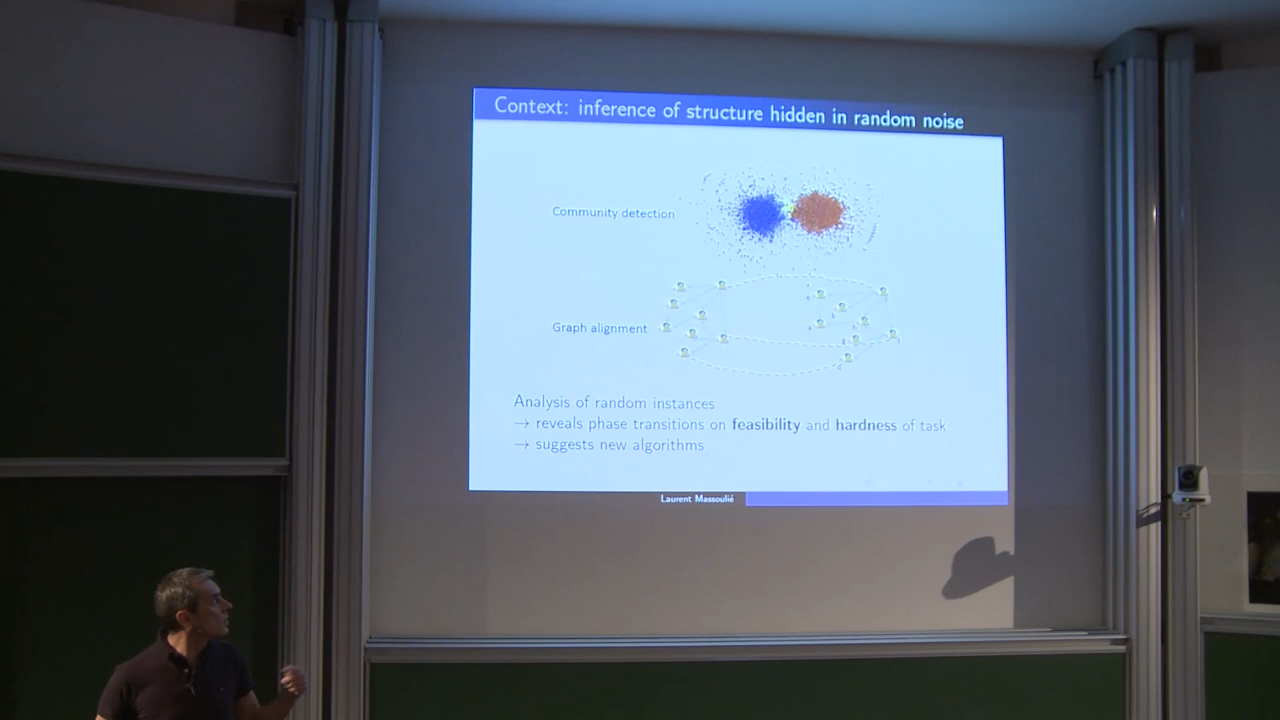 Context: inference of structure hidden in random noise
Community detection
Graph alignment
Analysis of random instances
→ reveals phase transitions on feasibility and hardness of task
→ suggests new algorithms
Laurent Massoulié